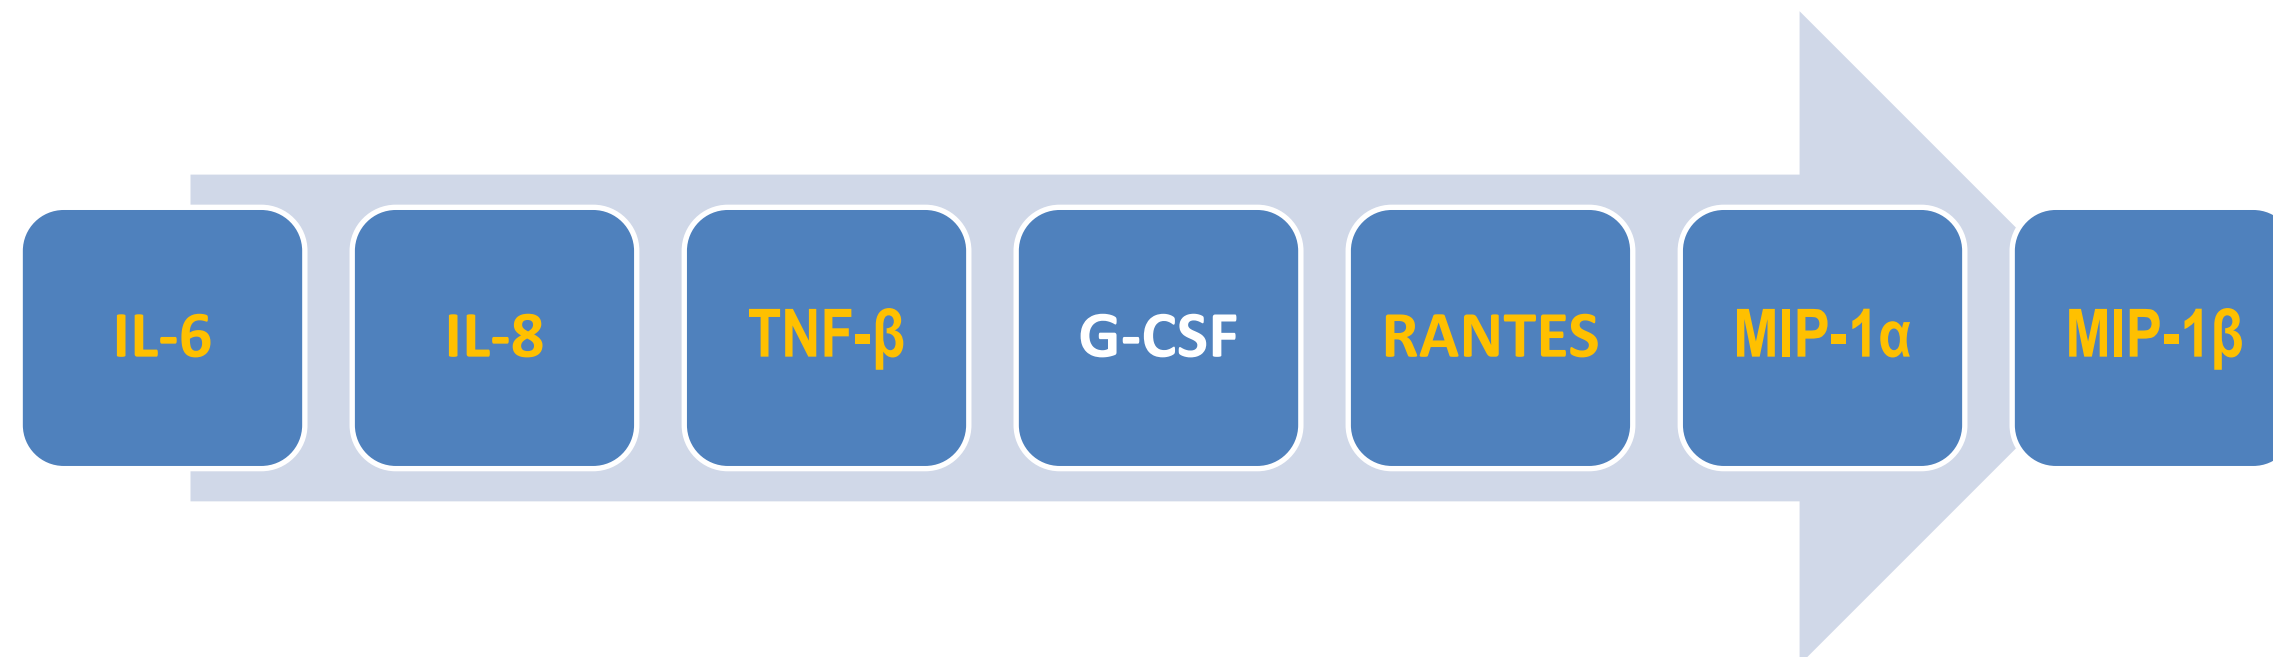 IL-6
IL-8
TNF-β
G-CSF
RANTES
MIP-1α
MIP-1β